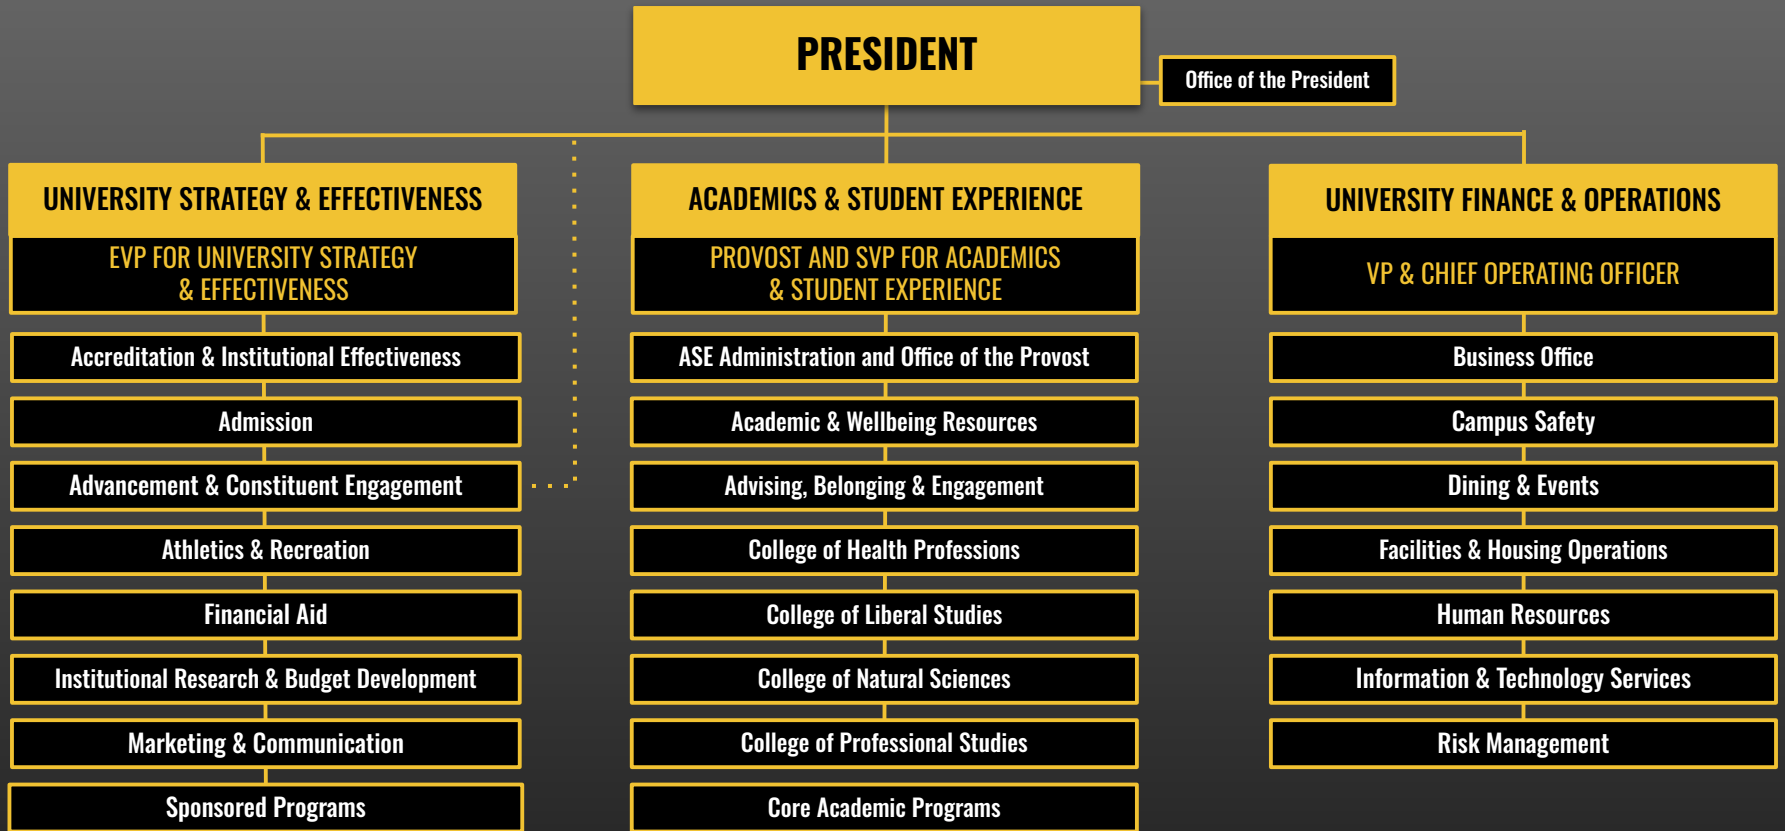 PRESIDENT
Office of the President
UNIVERSITY STRATEGY & EFFECTIVENESS
EVP FOR UNIVERSITY STRATEGY
& EFFECTIVENESS
Accreditation & Institutional Effectiveness
Admission
Advancement & Constituent Engagement
Athletics & Recreation
Financial Aid
Institutional Research & Budget Development
Marketing & Communication
Sponsored Programs
ACADEMICS & STUDENT EXPERIENCE
PROVOST AND SVP FOR ACADEMICS
& STUDENT EXPERIENCE
ASE Administration and Office of the Provost
Academic & Wellbeing Resources
Advising, Belonging & Engagement
College of Health Professions
College of Liberal Studies
College of Natural Sciences
College of Professional Studies
Core Academic Programs
UNIVERSITY FINANCE & OPERATIONS
VP & CHIEF OPERATING OFFICER
Business Office
Campus Safety
Dining & Events
Facilities & Housing Operations
Human Resources
Information & Technology Services
Risk Management